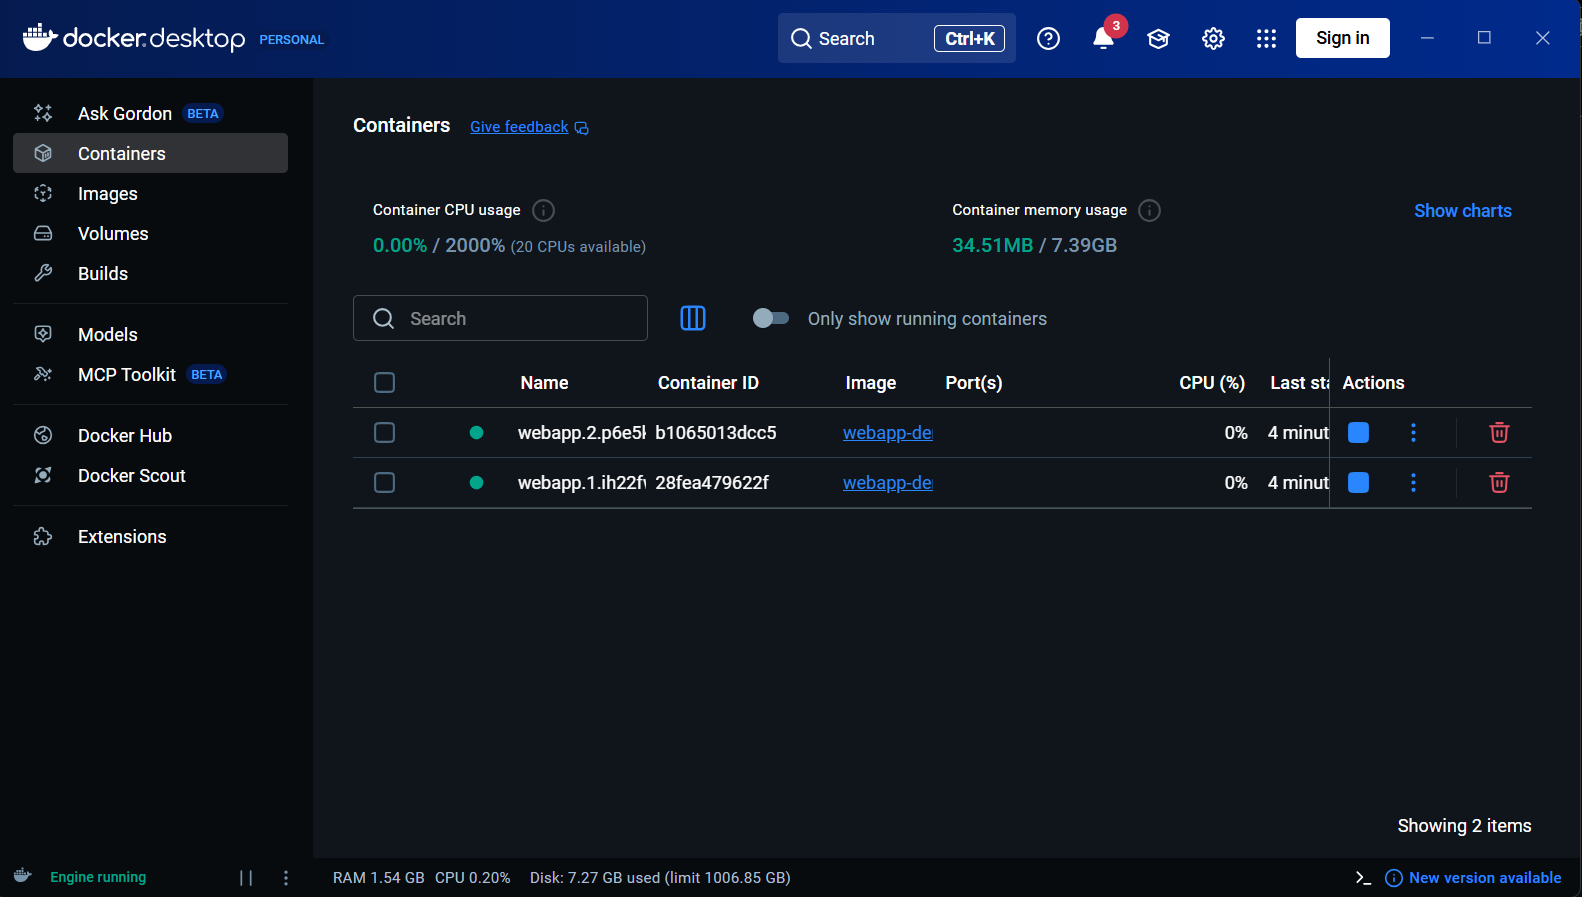 docker.desktop PERSONAL
Search Ctrl+K
3
Sign in
Ask Gordon BETA
Containers
Images
Volumes
Builds
Models
MCP Toolkit BETA
Docker Hub
Docker Scout
Extensions
Containers Give feedback
Container CPU usage
0.00% / 2000% (20 CPUs available)
Container memory usage
34.51MB / 7.39GB
Show charts
Search
Only show running containers
Name Container ID Image Port(s) CPU (%) Last sta Actions
webapp.2.p6e5k b1065013dcc5 webapp-de 0% 4 minut
webapp.1.ih22f 28fea479622f webapp-de 0% 4 minut
Showing 2 items
Engine running
RAM 1.54 GB CPU 0.20% Disk: 7.27 GB used (limit 1006.85 GB)
New version available